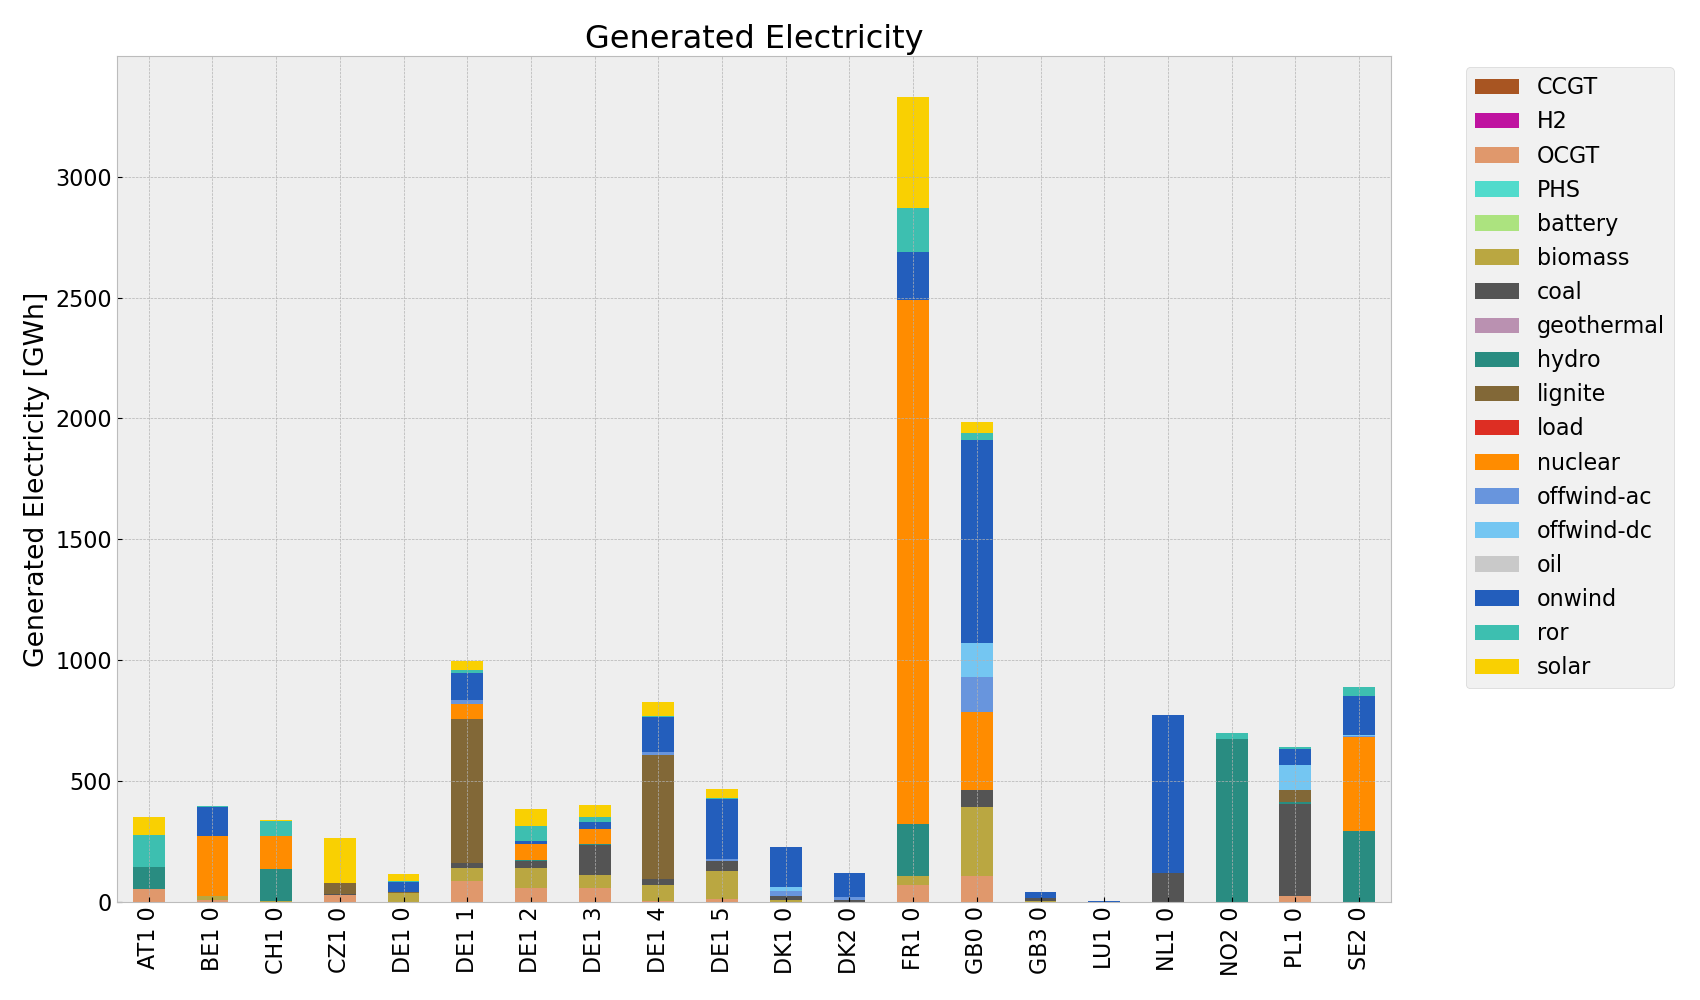 Generated Electricity
Generated Electricity [GWh]
3000
2500
2000
1500
1000
500
0
AT1 0
BE1 0
CH1 0
CZ1 0
DE1 0
DE1 1
DE1 2
DE1 3
DE1 4
DE1 5
DK1 0
DK2 0
FR1 0
GB0 0
GB3 0
LU1 0
NL1 0
NO2 0
PL1 0
SE2 0
CCGT
H2
OCGT
PHS
battery
biomass
coal
geothermal
hydro
lignite
load
nuclear
offwind-ac
offwind-dc
oil
onwind
ror
solar